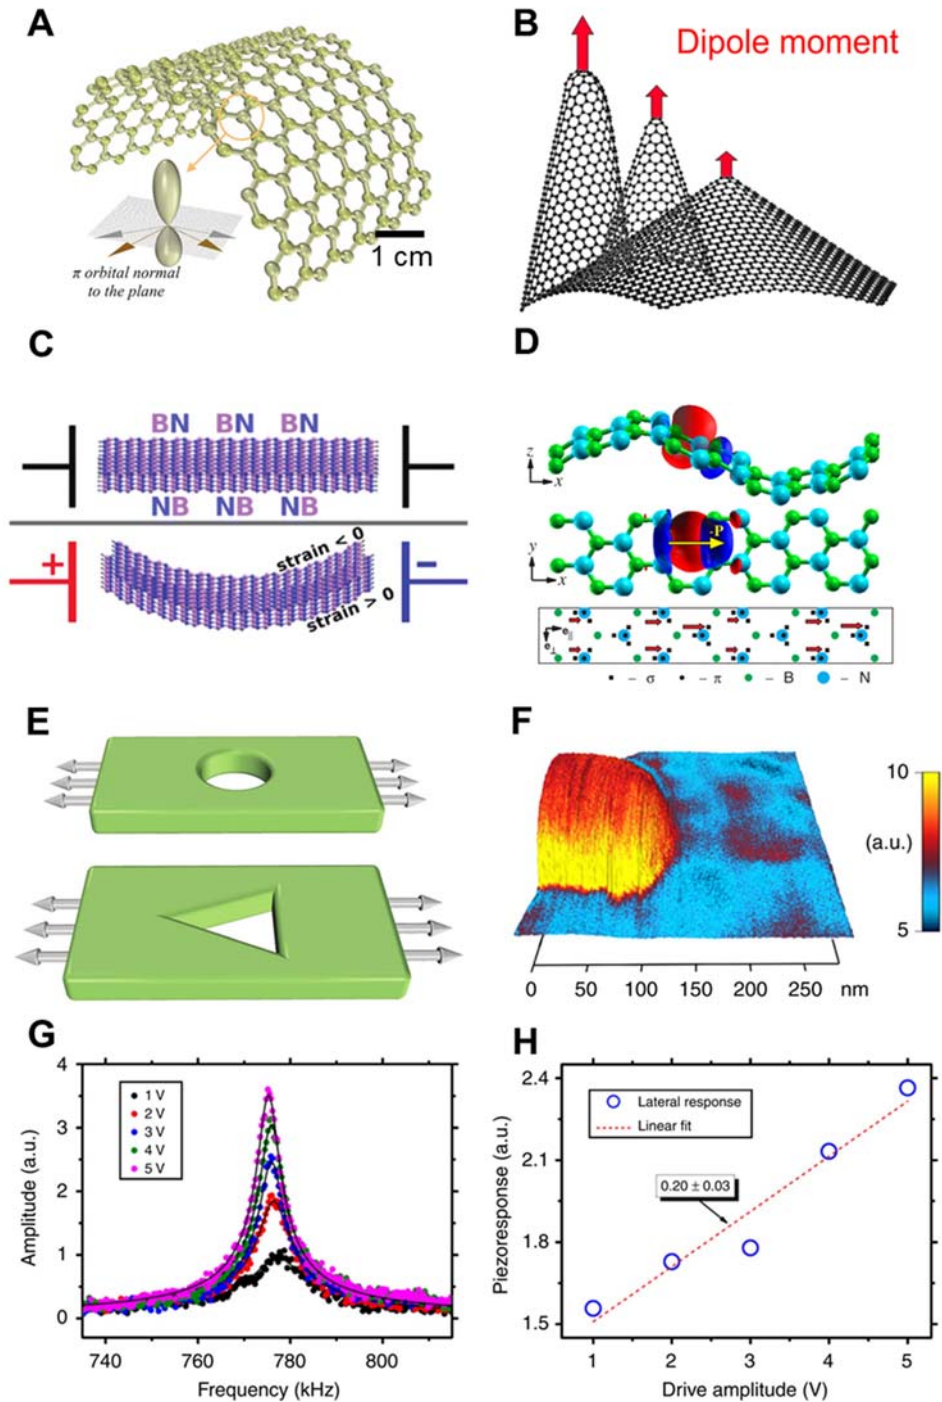 A
π orbital normal
to the plane
1 cm
B
Dipole moment
C
BN BN BN
NB NB NB
+
strain < 0
strain > 0
−
D
z
x
P
y
x
e||
e⊥
▪ – σ • – π ● – B ● – N
E
F
10
(a.u.)
5
0 50 100 150 200 250 nm
G
4
3
2
1
0
Amplitude (a.u.)
1 V
2 V
3 V
4 V
5 V
740 760 780 800
Frequency (kHz)
H
2.4
2.1
1.8
1.5
Piezoresponse (a.u.)
Lateral response
Linear fit
0.20 ± 0.03
1 2 3 4 5
Drive amplitude (V)